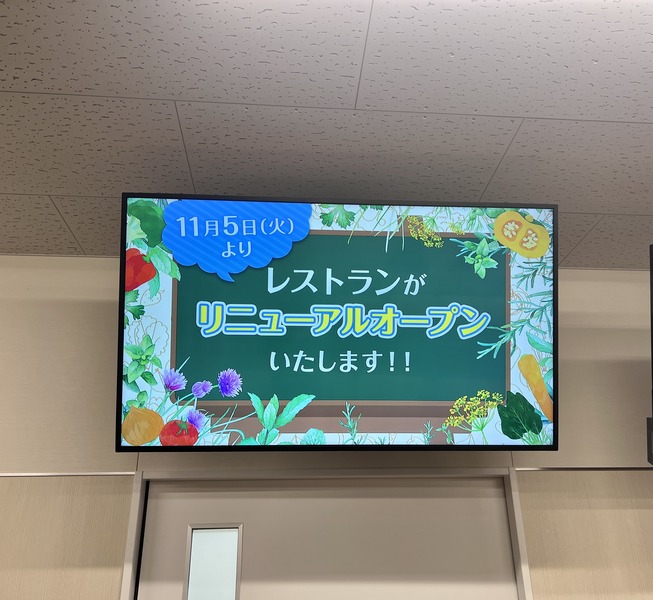 11月5日(火)
より
レストランが
リニューアルオープン
いたします!!